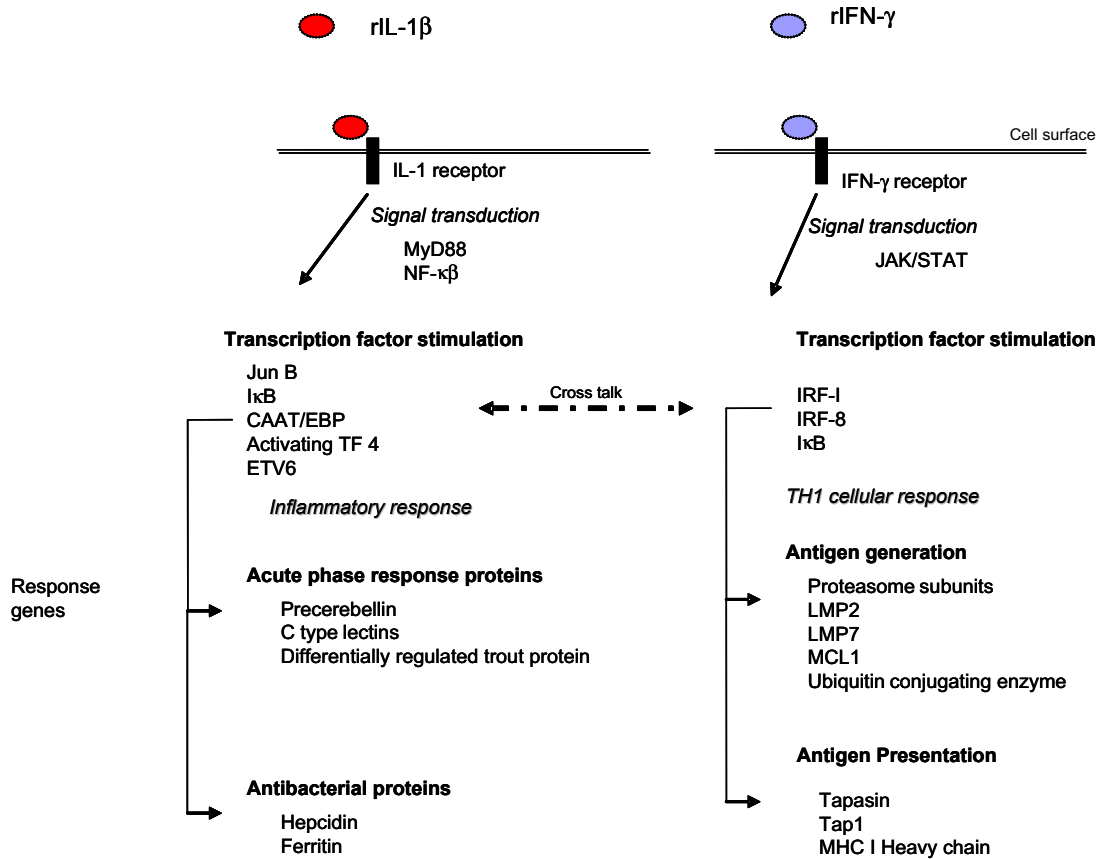 rIL-1β
rIFN-γ
Cell surface
IL-1 receptor
IFN-γ receptor
Signal transduction
MyD88
NF-κβ
Signal transduction
JAK/STAT
Transcription factor stimulation
Jun B
IκB
CAAT/EBP
Activating TF 4
ETV6
Cross talk
Transcription factor stimulation
IRF-I
IRF-8
IκB
Inflammatory response
TH1 cellular response
Response
genes
Acute phase response proteins
Precerebellin
C type lectins
Differentially regulated trout protein
Antigen generation
Proteasome subunits
LMP2
LMP7
MCL1
Ubiquitin conjugating enzyme
Antibacterial proteins
Hepcidin
Ferritin
Antigen Presentation
Tapasin
Tap1
MHC I Heavy chain